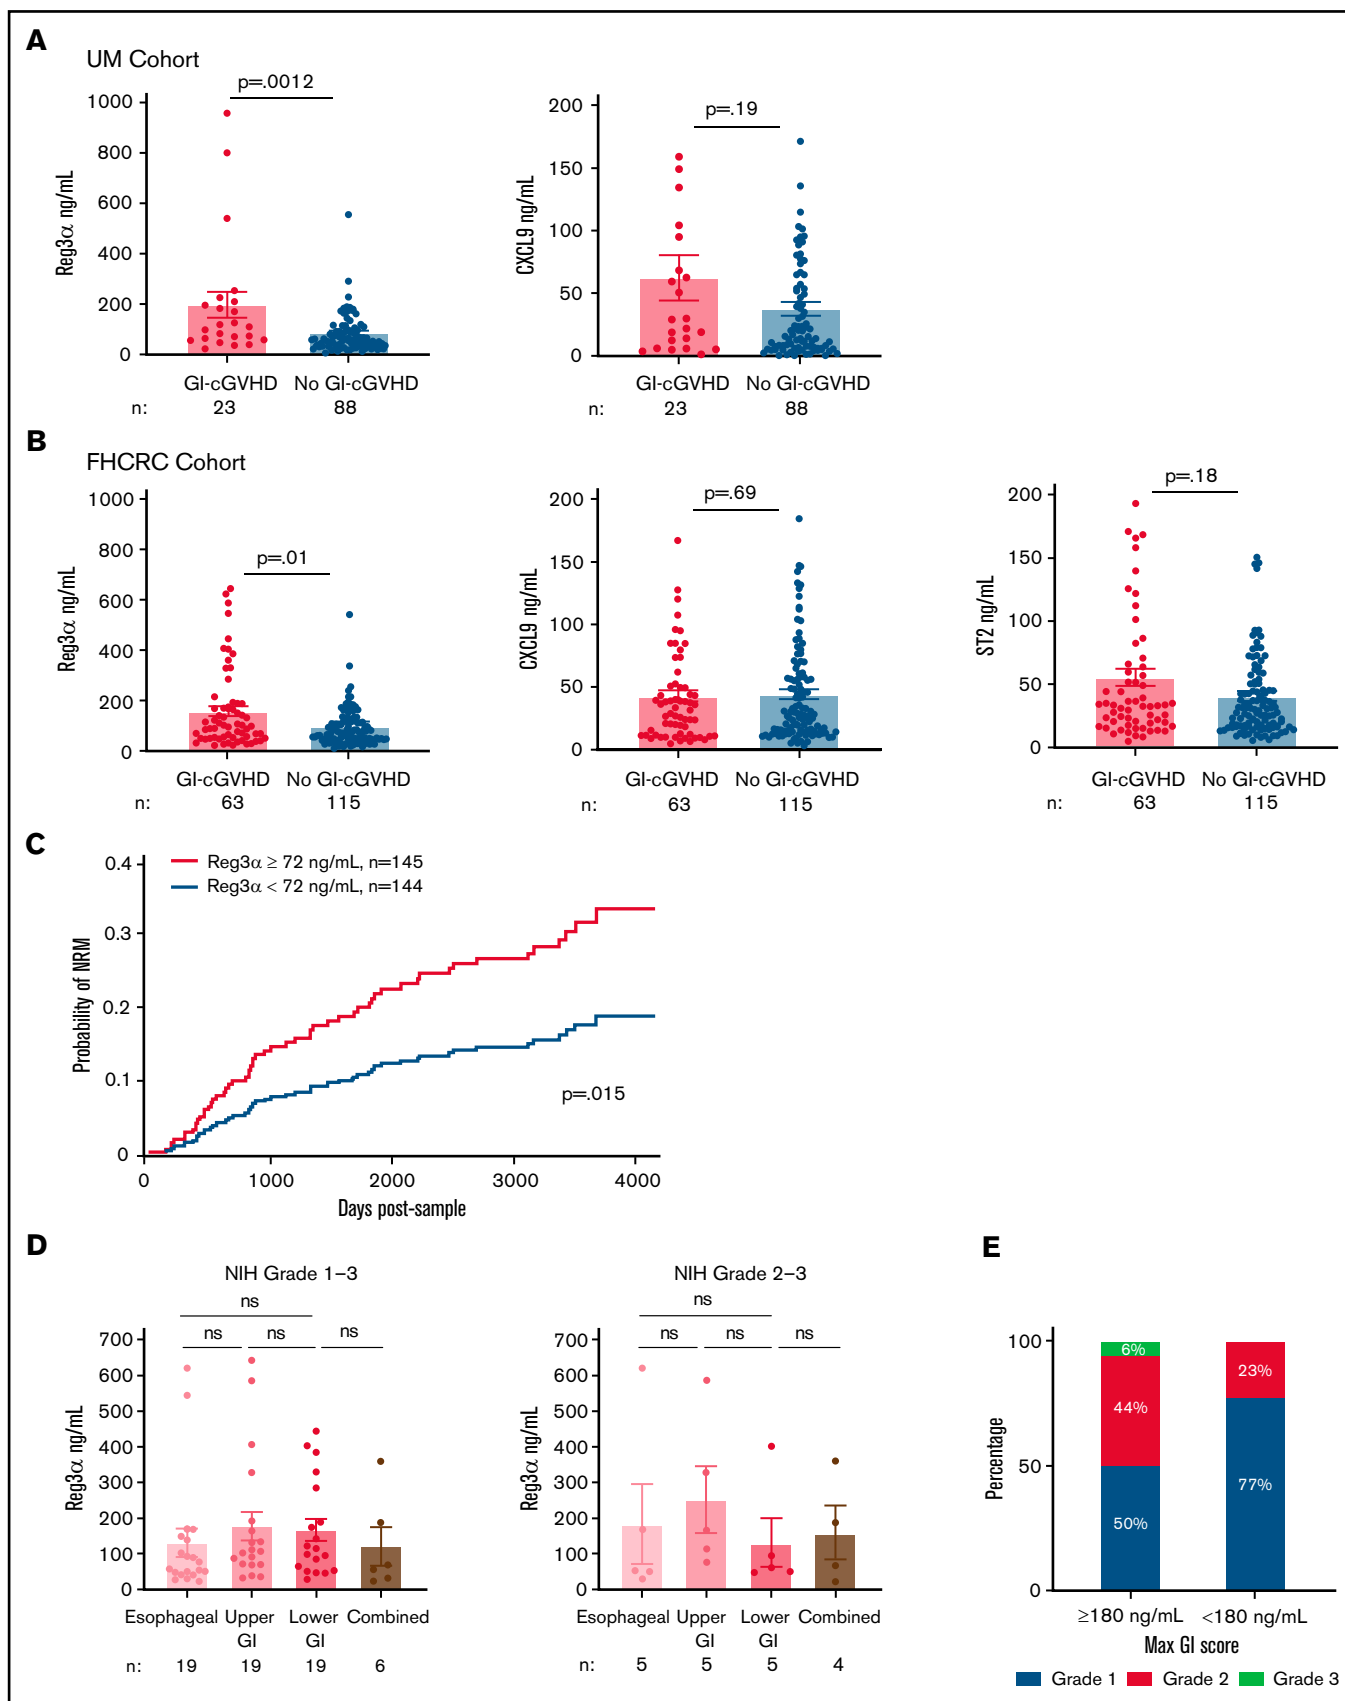 A
UM Cohort
p=.0012
1000
800
600
400
200
0
Reg3α ng/mL
GI-cGVHD No GI-cGVHD
n: 23 88
p=.19
200
150
100
50
0
CXCL9 ng/mL
GI-cGVHD No GI-cGVHD
n: 23 88
B
FHCRC Cohort
p=.01
1000
800
600
400
200
0
Reg3α ng/mL
GI-cGVHD No GI-cGVHD
n: 63 115
p=.69
200
150
100
50
0
CXCL9 ng/mL
GI-cGVHD No GI-cGVHD
n: 63 115
p=.18
200
150
100
50
0
ST2 ng/mL
GI-cGVHD No GI-cGVHD
n: 63 115
C
Reg3α ≥ 72 ng/mL, n=145
Reg3α < 72 ng/mL, n=144
0.4
0.3
0.2
0.1
0
Probability of NRM
p=.015
0 1000 2000 3000 4000
Days post-sample
D
NIH Grade 1–3
ns
ns ns ns
700
600
500
400
300
200
100
0
Reg3α ng/mL
Esophageal Upper Lower Combined
GI GI
n: 19 19 19 6
NIH Grade 2–3
ns
ns ns ns
700
600
500
400
300
200
100
0
Reg3α ng/mL
Esophageal Upper Lower Combined
GI GI
n: 5 5 5 4
E
100
50
0
Percentage
6%
44%
50%
23%
77%
≥180 ng/mL <180 ng/mL
Max GI score
Grade 1 Grade 2 Grade 3